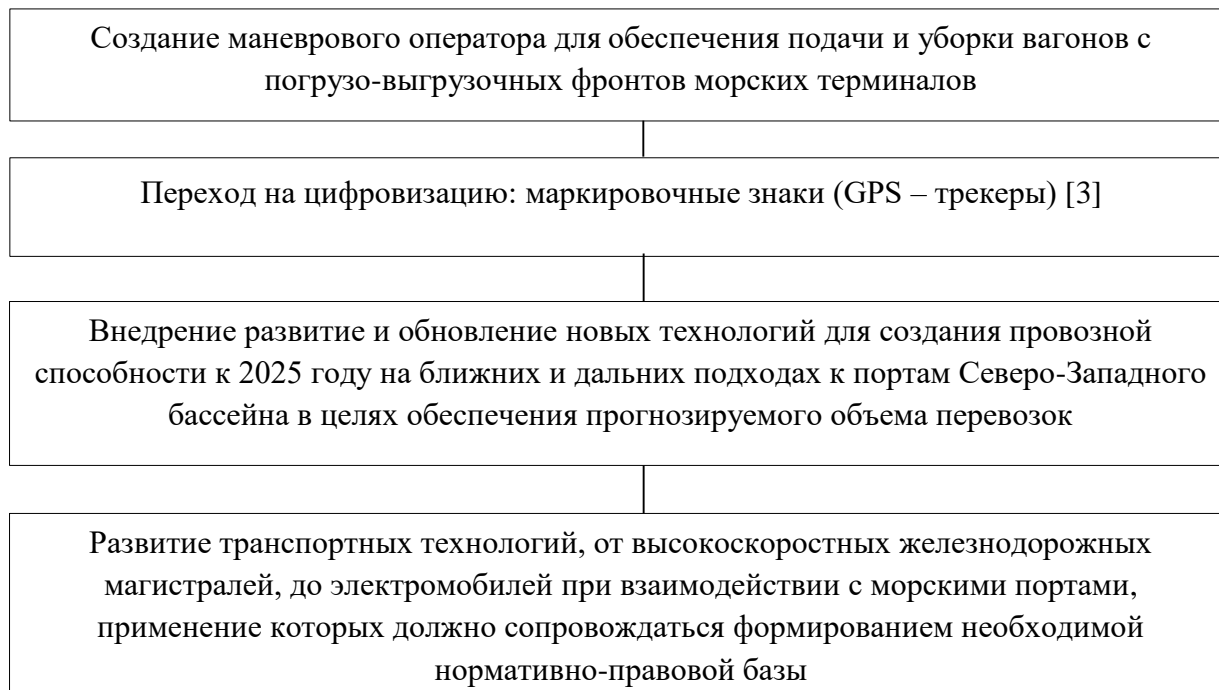 Создание маневрового оператора для обеспечения подачи и уборки вагонов с
погрузо-выгрузочных фронтов морских терминалов
Переход на цифровизацию: маркировочные знаки (GPS – трекеры) [3]
Внедрение развитие и обновление новых технологий для создания провозной
способности к 2025 году на ближних и дальних подходах к портам Северо-Западного
бассейна в целях обеспечения прогнозируемого объема перевозок
Развитие транспортных технологий, от высокоскоростных железнодорожных
магистралей, до электромобилей при взаимодействии с морскими портами,
применение которых должно сопровождаться формированием необходимой
нормативно-правовой базы